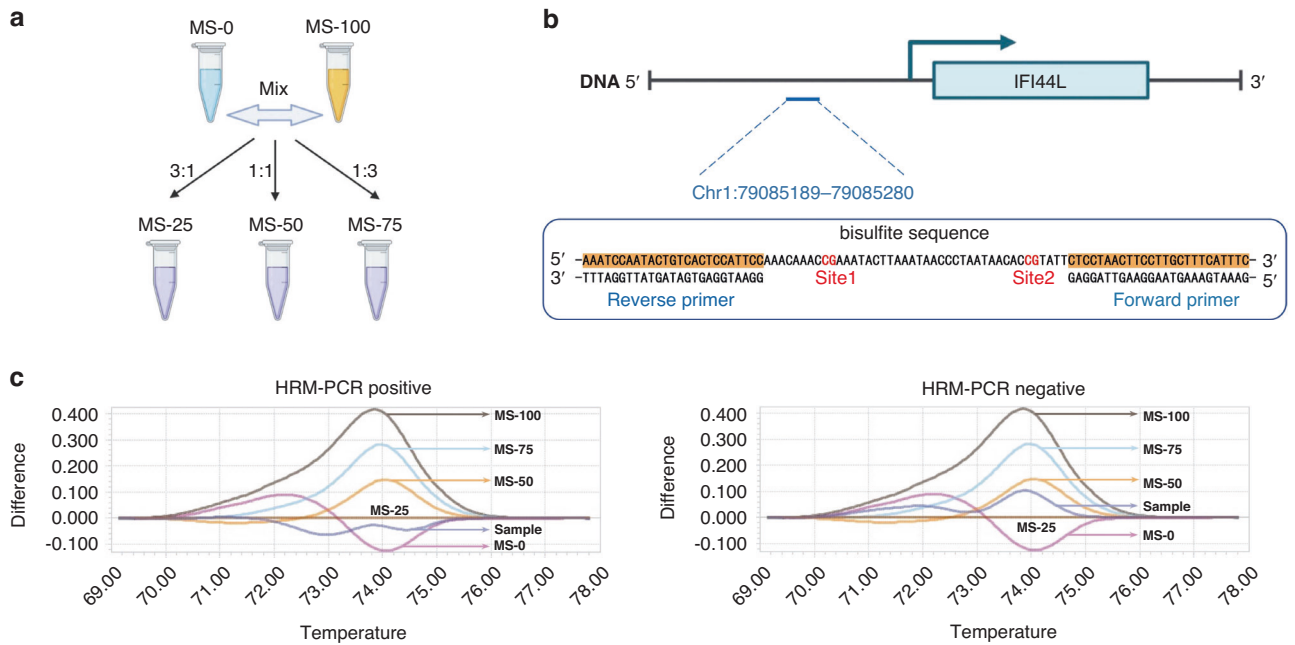 a
MS-0
MS-100
Mix
3:1
1:1
1:3
MS-25
MS-50
MS-75
b
DNA 5′
IFI44L
3′
Chr1:79085189–79085280
bisulfite sequence
5′ -AAATCCAATACTGTCACTCCATTCCAAACAAACCGAAATACTTAAATAACCCTAATAACACCGTATTCTCCTAACTTCCTTGCTTTCATTTC- 3′
3′ -TTTAGGTTATGATAGTGAGGTAAGG
Site1
Site2
GAGGATTGAAGGAATGAAAGTAAAG- 5′
Reverse primer
Forward primer
c
HRM-PCR positive
Difference
0.400
0.300
0.200
0.100
0.000
-0.100
MS-100
MS-75
MS-50
MS-25
Sample
MS-0
69.00
70.00
71.00
72.00
73.00
74.00
75.00
76.00
77.00
78.00
Temperature
HRM-PCR negative
Difference
0.400
0.300
0.200
0.100
0.000
-0.100
MS-100
MS-75
MS-50
Sample
MS-25
MS-0
69.00
70.00
71.00
72.00
73.00
74.00
75.00
76.00
77.00
78.00
Temperature